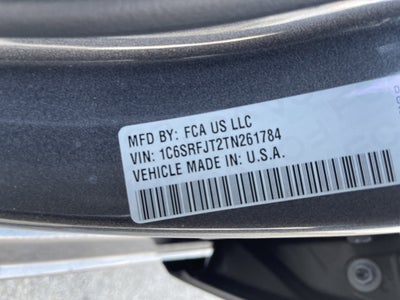 MFD BY: FCA US LLC
VIN: 1C6SRFJT2TN261784
VEHICLE MADE IN: U.S.A.